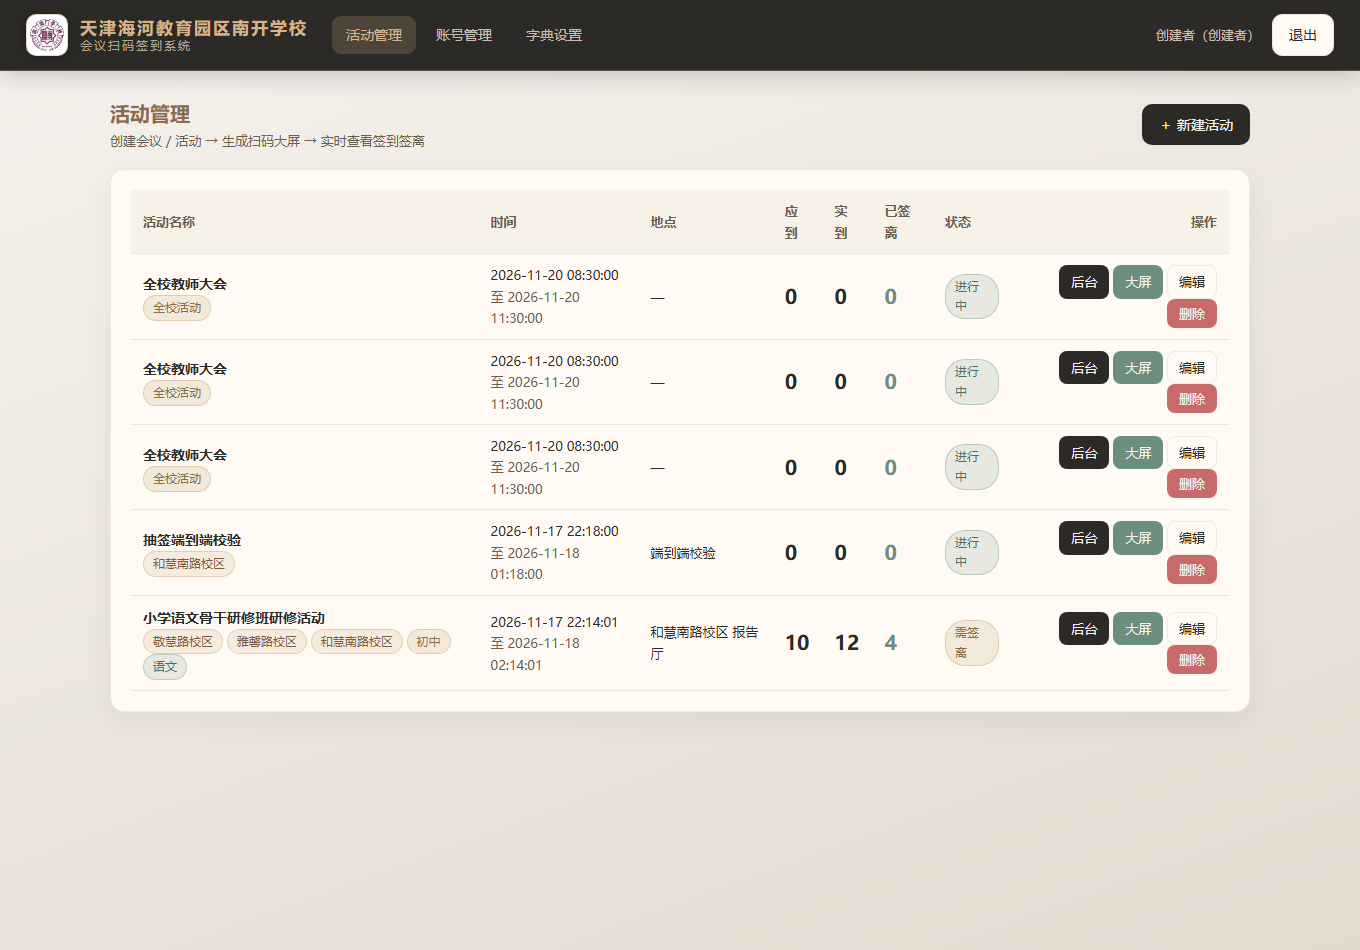 天津海河教育园区南开学校
会议扫码签到系统
活动管理 账号管理 字典设置
创建者（创建者） 退出
活动管理
创建会议 / 活动 → 生成扫码大屏 → 实时查看签到签离
+ 新建活动
活动名称 时间 地点 应到 实到 已签离 状态 操作
全校教师大会
全校活动
2026-11-20 08:30:00
至 2026-11-20
11:30:00
—
0 0 0
进行中
后台 大屏 编辑
删除
全校教师大会
全校活动
2026-11-20 08:30:00
至 2026-11-20
11:30:00
—
0 0 0
进行中
后台 大屏 编辑
删除
全校教师大会
全校活动
2026-11-20 08:30:00
至 2026-11-20
11:30:00
—
0 0 0
进行中
后台 大屏 编辑
删除
抽签端到端校验
和慧南路校区
2026-11-17 22:18:00
至 2026-11-18
01:18:00
端到端校验
0 0 0
进行中
后台 大屏 编辑
删除
小学语文骨干研修班研修活动
敬慧路校区 雅馨路校区 和慧南路校区 初中
语文
2026-11-17 22:14:01
至 2026-11-18
02:14:01
和慧南路校区 报告
厅
10 12 4
需签离
后台 大屏 编辑
删除